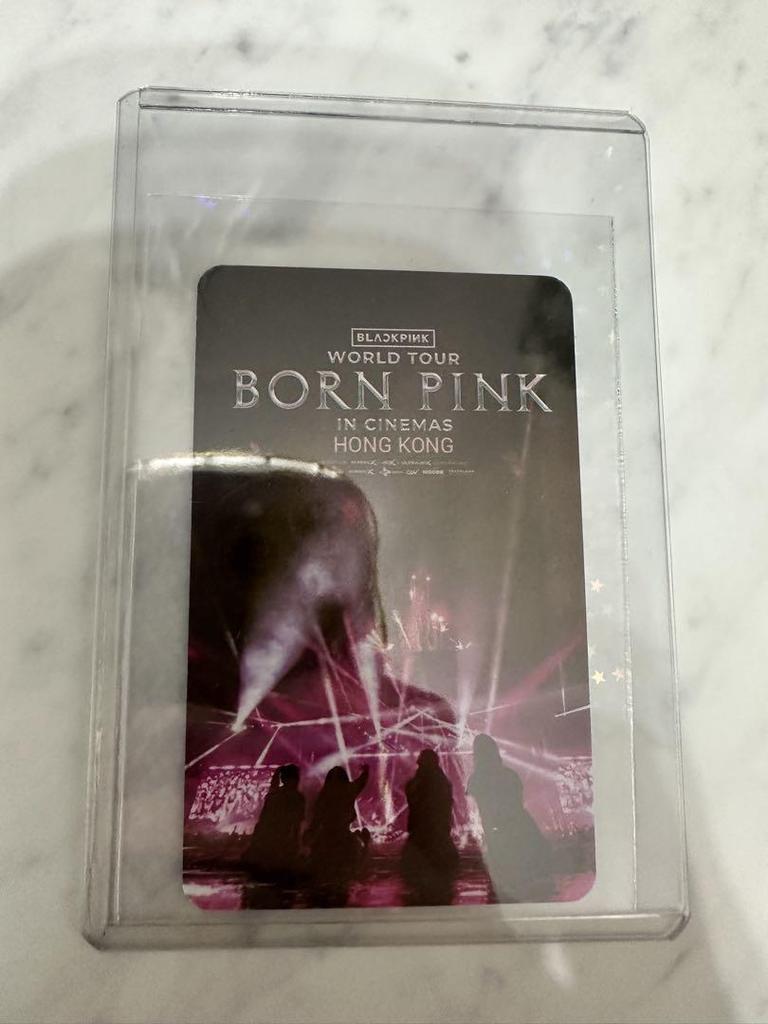 BLACKPINK
WORLD TOUR
BORN PINK
IN CINEMAS
HONG KONG